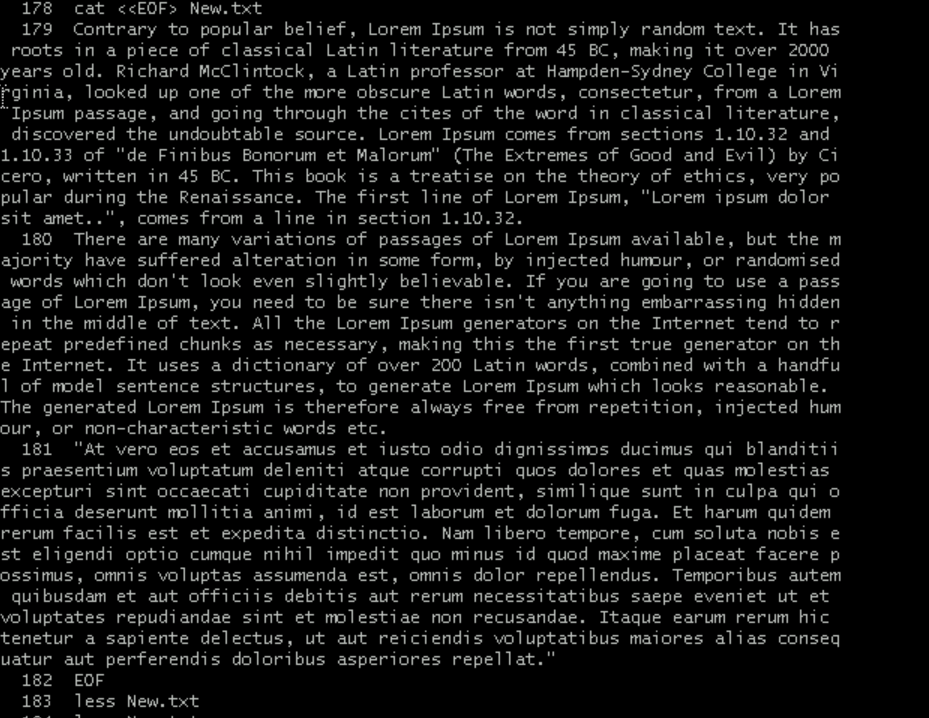 178 cat <<EOF> New.txt
179 Contrary to popular belief, Lorem Ipsum is not simply random text. It has
roots in a piece of classical Latin literature from 45 BC, making it over 2000
years old. Richard McClintock, a Latin professor at Hampden-Sydney College in Vi
rginia, looked up one of the more obscure Latin words, consectetur, from a Lorem
Ipsum passage, and going through the cites of the word in classical literature,
discovered the undoubtable source. Lorem Ipsum comes from sections 1.10.32 and
1.10.33 of "de Finibus Bonorum et Malorum" (The Extremes of Good and Evil) by Ci
cero, written in 45 BC. This book is a treatise on the theory of ethics, very po
pular during the Renaissance. The first line of Lorem Ipsum, "Lorem ipsum dolor
sit amet..", comes from a line in section 1.10.32.
180 There are many variations of passages of Lorem Ipsum available, but the m
ajority have suffered alteration in some form, by injected humour, or randomised
words which don't look even slightly believable. If you are going to use a pass
age of Lorem Ipsum, you need to be sure there isn't anything embarrassing hidden
in the middle of text. All the Lorem Ipsum generators on the Internet tend to r
epeat predefined chunks as necessary, making this the first true generator on th
e Internet. It uses a dictionary of over 200 Latin words, combined with a handfu
l of model sentence structures, to generate Lorem Ipsum which looks reasonable.
The generated Lorem Ipsum is therefore always free from repetition, injected hum
our, or non-characteristic words etc.
181 "At vero eos et accusamus et iusto odio dignissimos ducimus qui blanditii
s praesentium voluptatum deleniti atque corrupti quos dolores et quas molestias
excepturi sint occaecati cupiditate non provident, similique sunt in culpa qui o
fficia deserunt mollitia animi, id est laborum et dolorum fuga. Et harum quidem
rerum facilis est et expedita distinctio. Nam libero tempore, cum soluta nobis e
st eligendi optio cumque nihil impedit quo minus id quod maxime placeat facere p
ossimus, omnis voluptas assumenda est, omnis dolor repellendus. Temporibus autem
quibusdam et aut officiis debitis aut rerum necessitatibus saepe eveniet ut et
voluptates repudiandae sint et molestiae non recusandae. Itaque earum rerum hic
tenetur a sapiente delectus, ut aut reiciendis voluptatibus maiores alias conseq
uatur aut perferendis doloribus asperiores repellat."
182 EOF
183 less New.txt